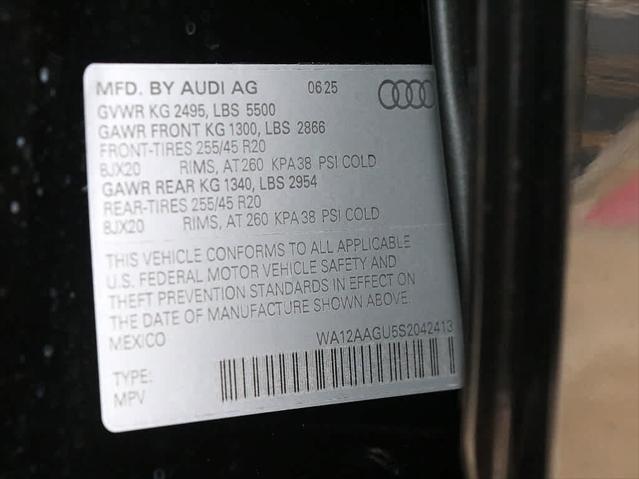 MFD. BY AUDI AG 06 25
GVWR KG 2495, LBS 5500
GAWR FRONT KG 1300, LBS 2866
FRONT-TIRES 255/45 R20
8JX20 RIMS, AT 260 KPA 38 PSI COLD
GAWR REAR KG 1340, LBS 2954
REAR-TIRES 255/45 R20
8JX20 RIMS, AT 260 KPA 38 PSI COLD
THIS VEHICLE CONFORMS TO ALL APPLICABLE
U.S. FEDERAL MOTOR VEHICLE SAFETY AND
THEFT PREVENTION STANDARDS IN EFFECT ON
THE DATE OF MANUFACTURE SHOWN ABOVE.
MEXICO WA12AAGU5S2042413
TYPE:
MPV